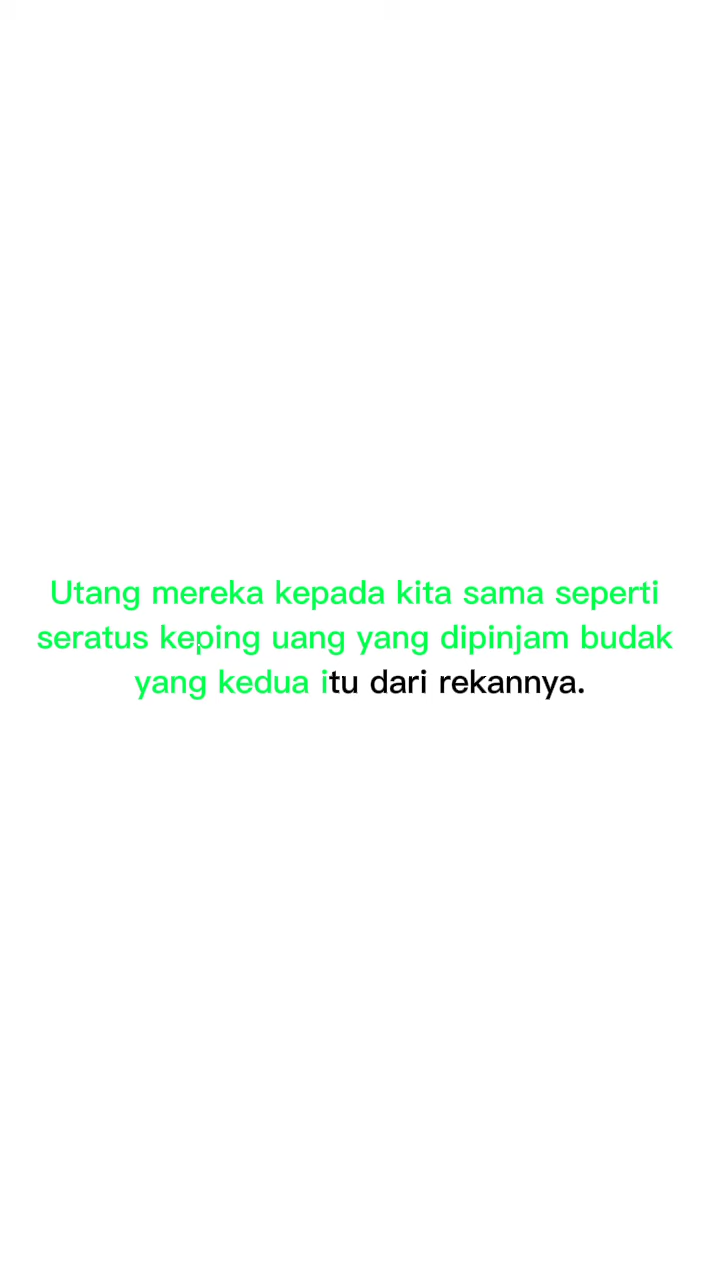 Utang mereka kepada kita sama seperti
seratus keping uang yang dipinjam budak
yang kedua itu dari rekannya.